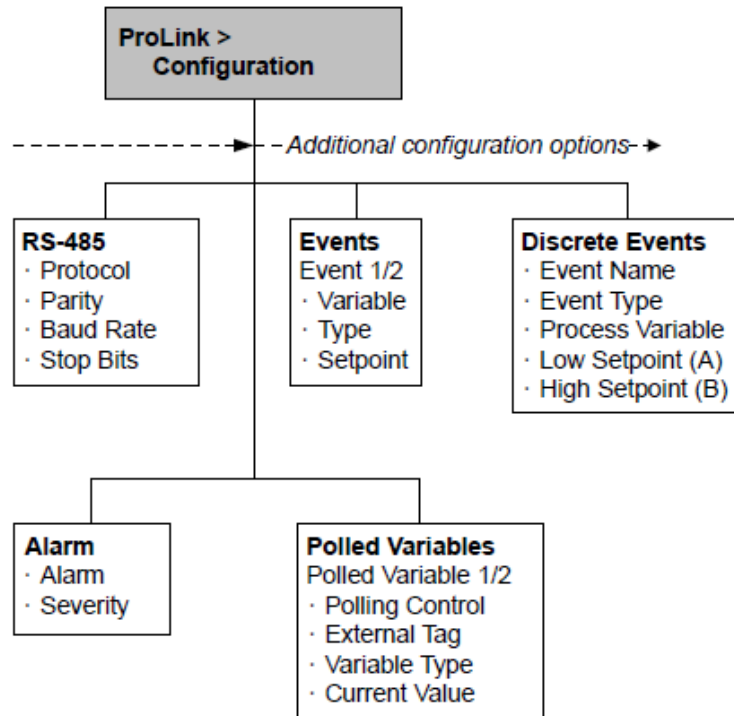 ProLink >
Configuration
Additional configuration options
RS-485
· Protocol
· Parity
· Baud Rate
· Stop Bits
Events
Event 1/2
· Variable
· Type
· Setpoint
Discrete Events
· Event Name
· Event Type
· Process Variable
· Low Setpoint (A)
· High Setpoint (B)
Alarm
· Alarm
· Severity
Polled Variables
Polled Variable 1/2
· Polling Control
· External Tag
· Variable Type
· Current Value